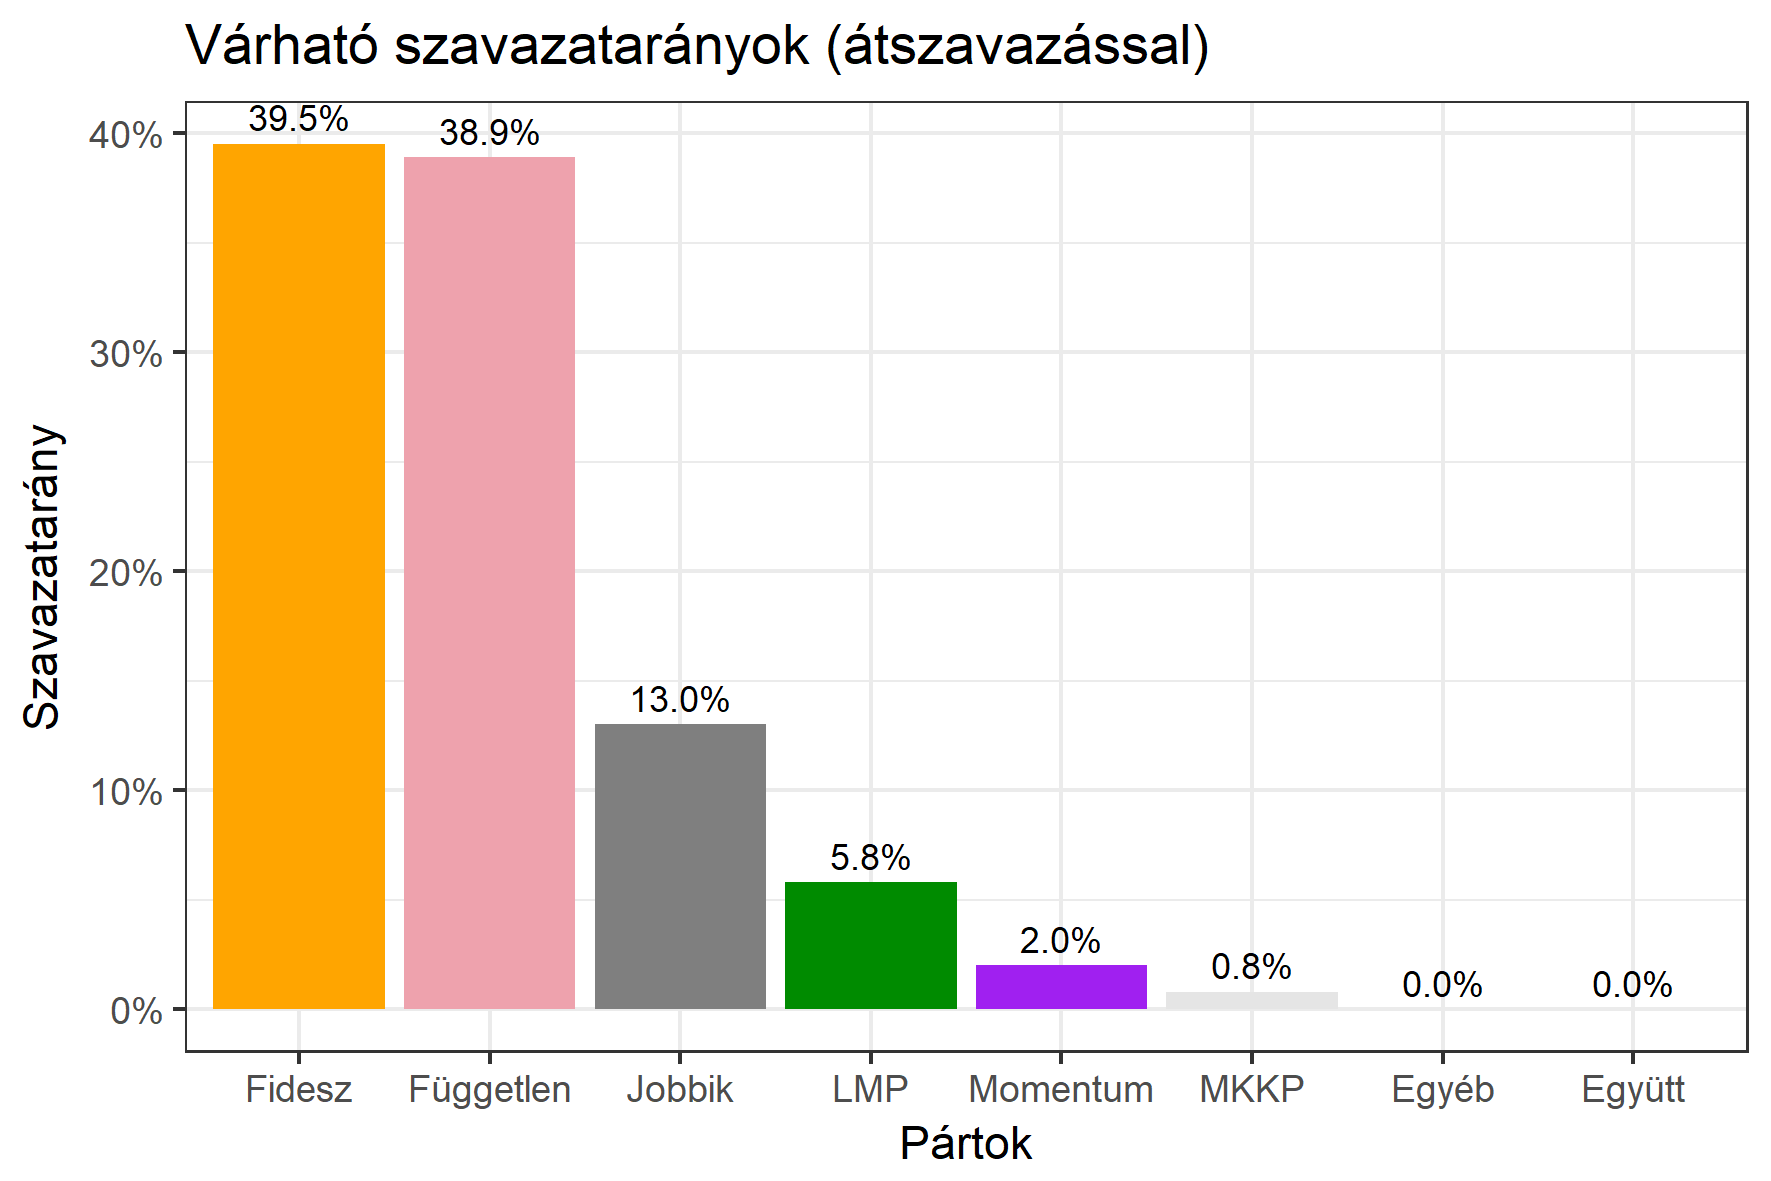 Várható szavazatarányok (átszavazással)
39.5%
38.9%
13.0%
5.8%
2.0%
0.8%
0.0%
0.0%
40%
30%
20%
10%
0%
Szavazatarány
Fidesz
Független
Jobbik
LMP
Momentum
MKKP
Egyéb
Együtt
Pártok